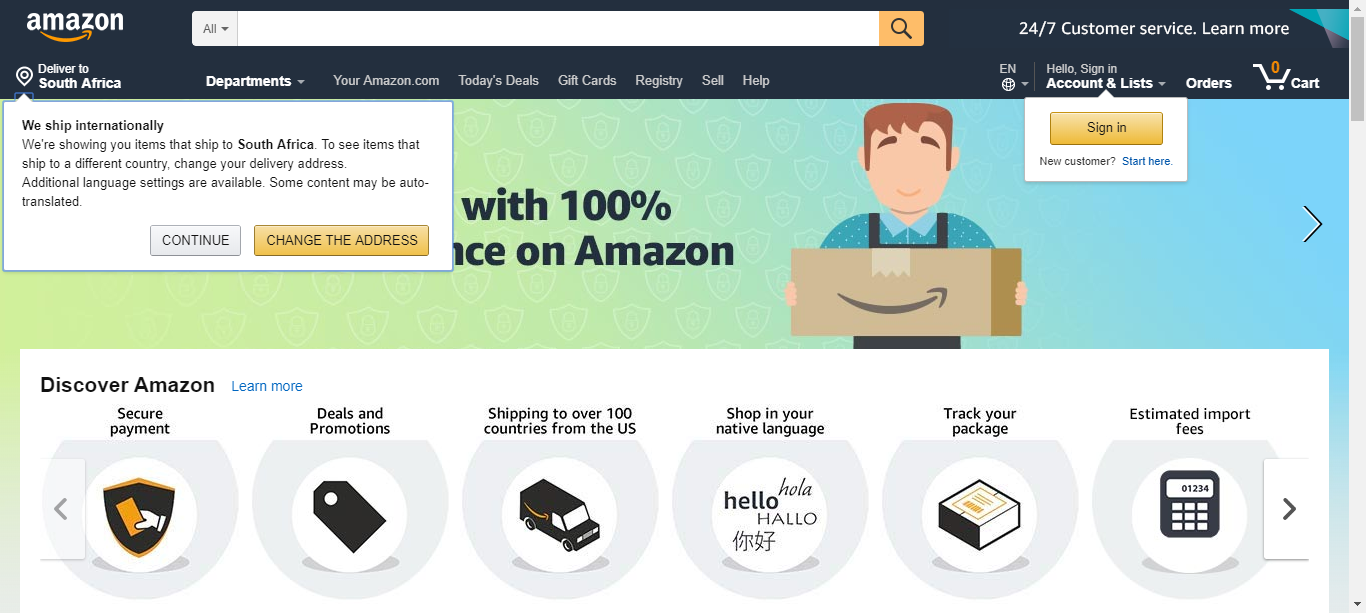 amazon
All
24/7 Customer service. Learn more
Deliver to
South Africa
Departments
Your Amazon.com
Today's Deals
Gift Cards
Registry
Sell
Help
EN
Hello, Sign in
Account & Lists
Orders
0
Cart
We ship internationally
We're showing you items that ship to South Africa. To see items that
ship to a different country, change your delivery address.
Additional language settings are available. Some content may be auto-
translated.
CONTINUE
CHANGE THE ADDRESS
Sign in
New customer? Start here.
with 100%
nce on Amazon
Discover Amazon
Learn more
Secure
payment
Deals and
Promotions
Shipping to over 100
countries from the US
Shop in your
native language
Track your
package
Estimated import
fees
hello
hola
HALLO
你好
01234